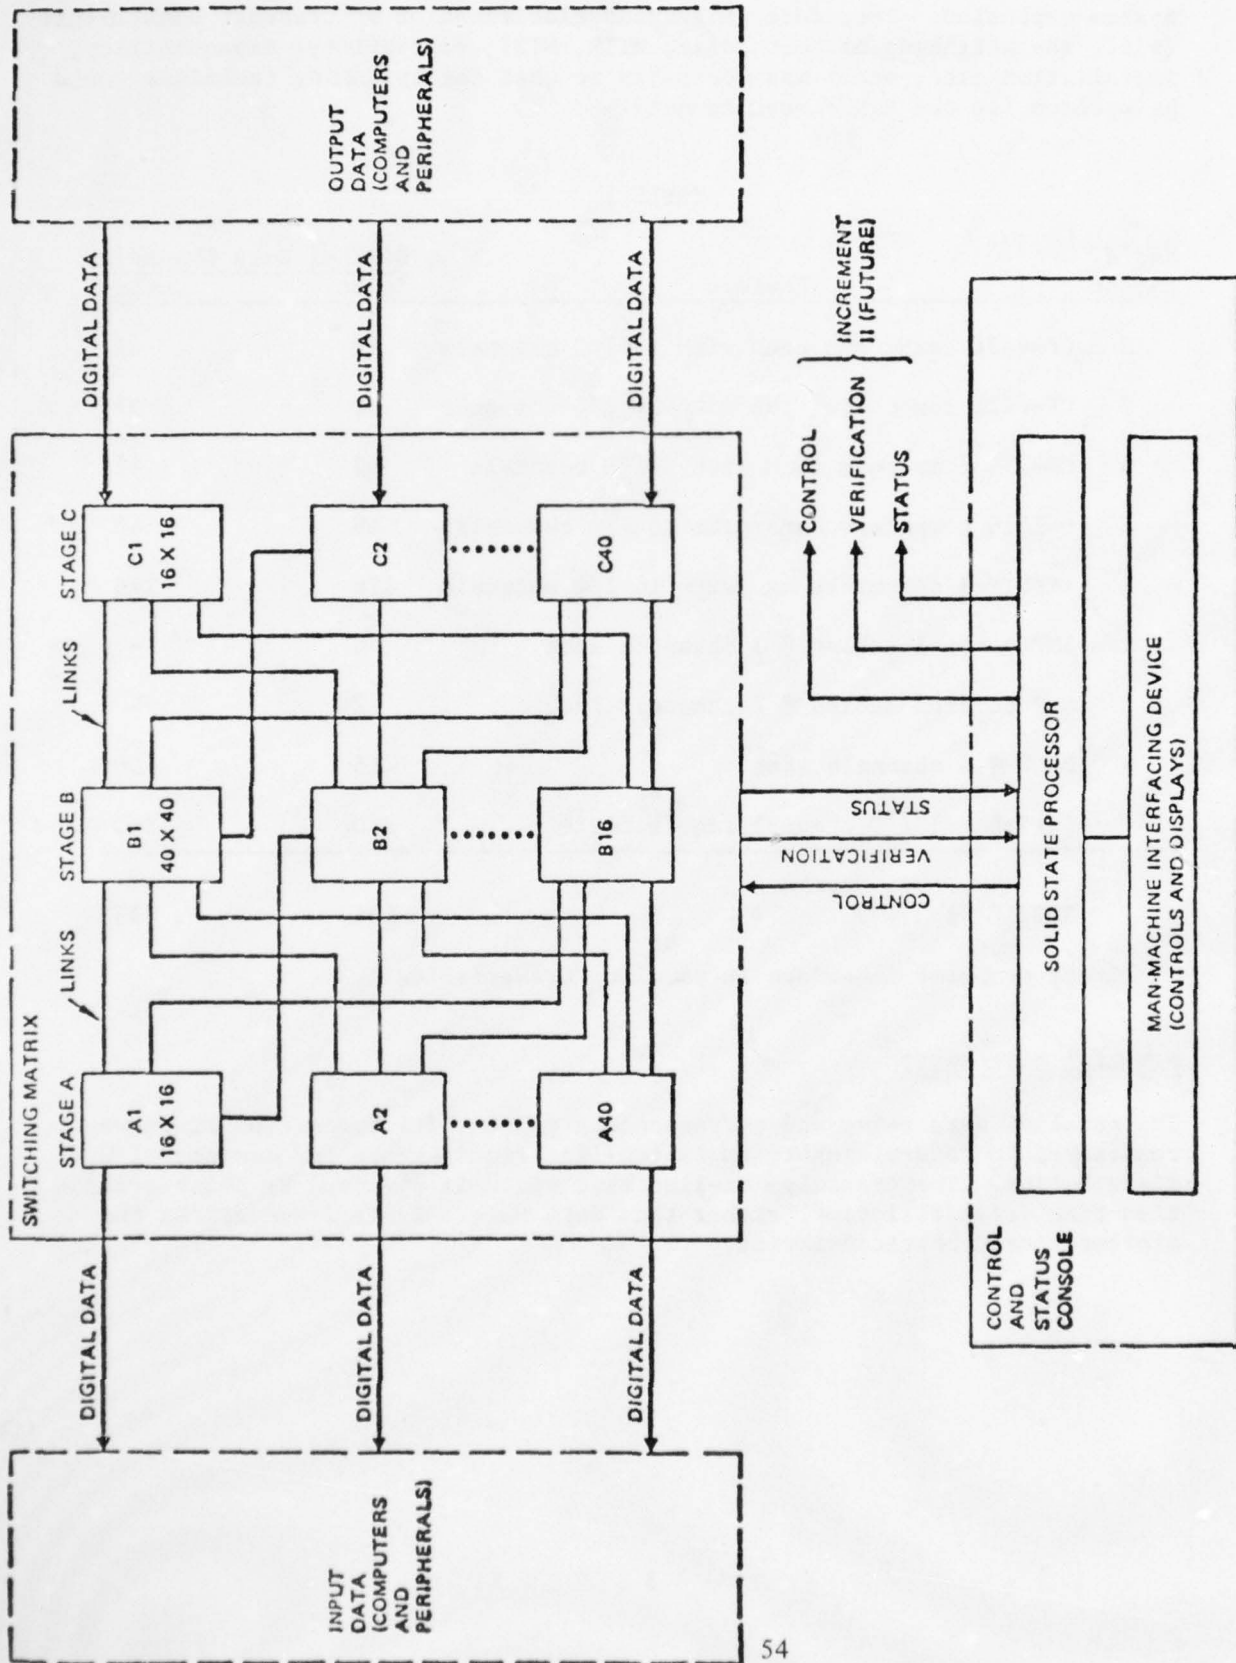 SWITCHING MATRIX
STAGE A
LINKS
STAGE B
LINKS
STAGE C
INPUT
DATA
(COMPUTERS
AND
PERIPHERALS)
DIGITAL DATA
DIGITAL DATA
DIGITAL DATA
A1
16 X 16
A2
A40
B1
40 X 40
B2
B16
C1
16 X 16
C2
C40
DIGITAL DATA
DIGITAL DATA
DIGITAL DATA
OUTPUT
DATA
(COMPUTERS
AND
PERIPHERALS)
CONTROL
VERIFICATION
STATUS
CONTROL
VERIFICATION
STATUS
INCREMENT
II (FUTURE)
CONTROL
AND
STATUS
CONSOLE
SOLID STATE PROCESSOR
MAN-MACHINE INTERFACING DEVICE
(CONTROLS AND DISPLAYS)
54